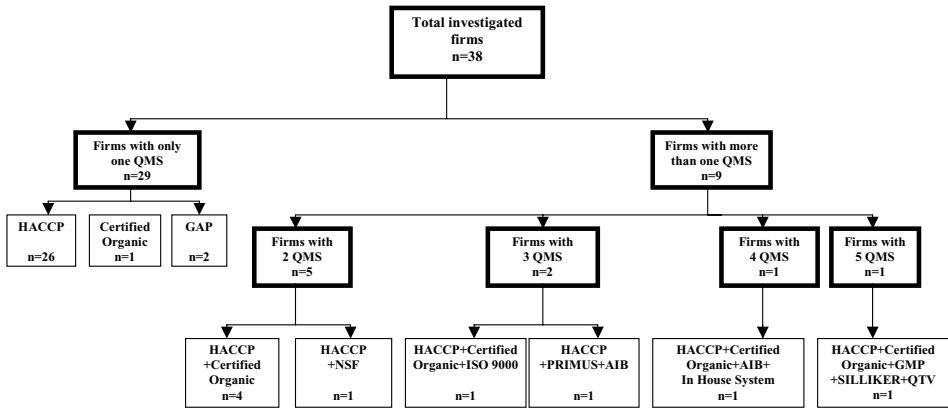 Total investigated
firms
n=38
Firms with only
one QMS
n=29
Firms with more
than one QMS
n=9
HACCP
n=26
Certified
Organic
n=1
GAP
n=2
Firms with
2 QMS
n=5
Firms with
3 QMS
n=2
Firms with
4 QMS
n=1
Firms with
5 QMS
n=1
HACCP
+Certified
Organic
n=4
HACCP
+NSF
n=1
HACCP+Certified
Organic+ISO 9000
n=1
HACCP
+PRIMUS+AIB
n=1
HACCP+Certified
Organic+AIB+
In House System
n=1
HACCP+Certified
Organic+GMP
+SILLIKER+QTV
n=1